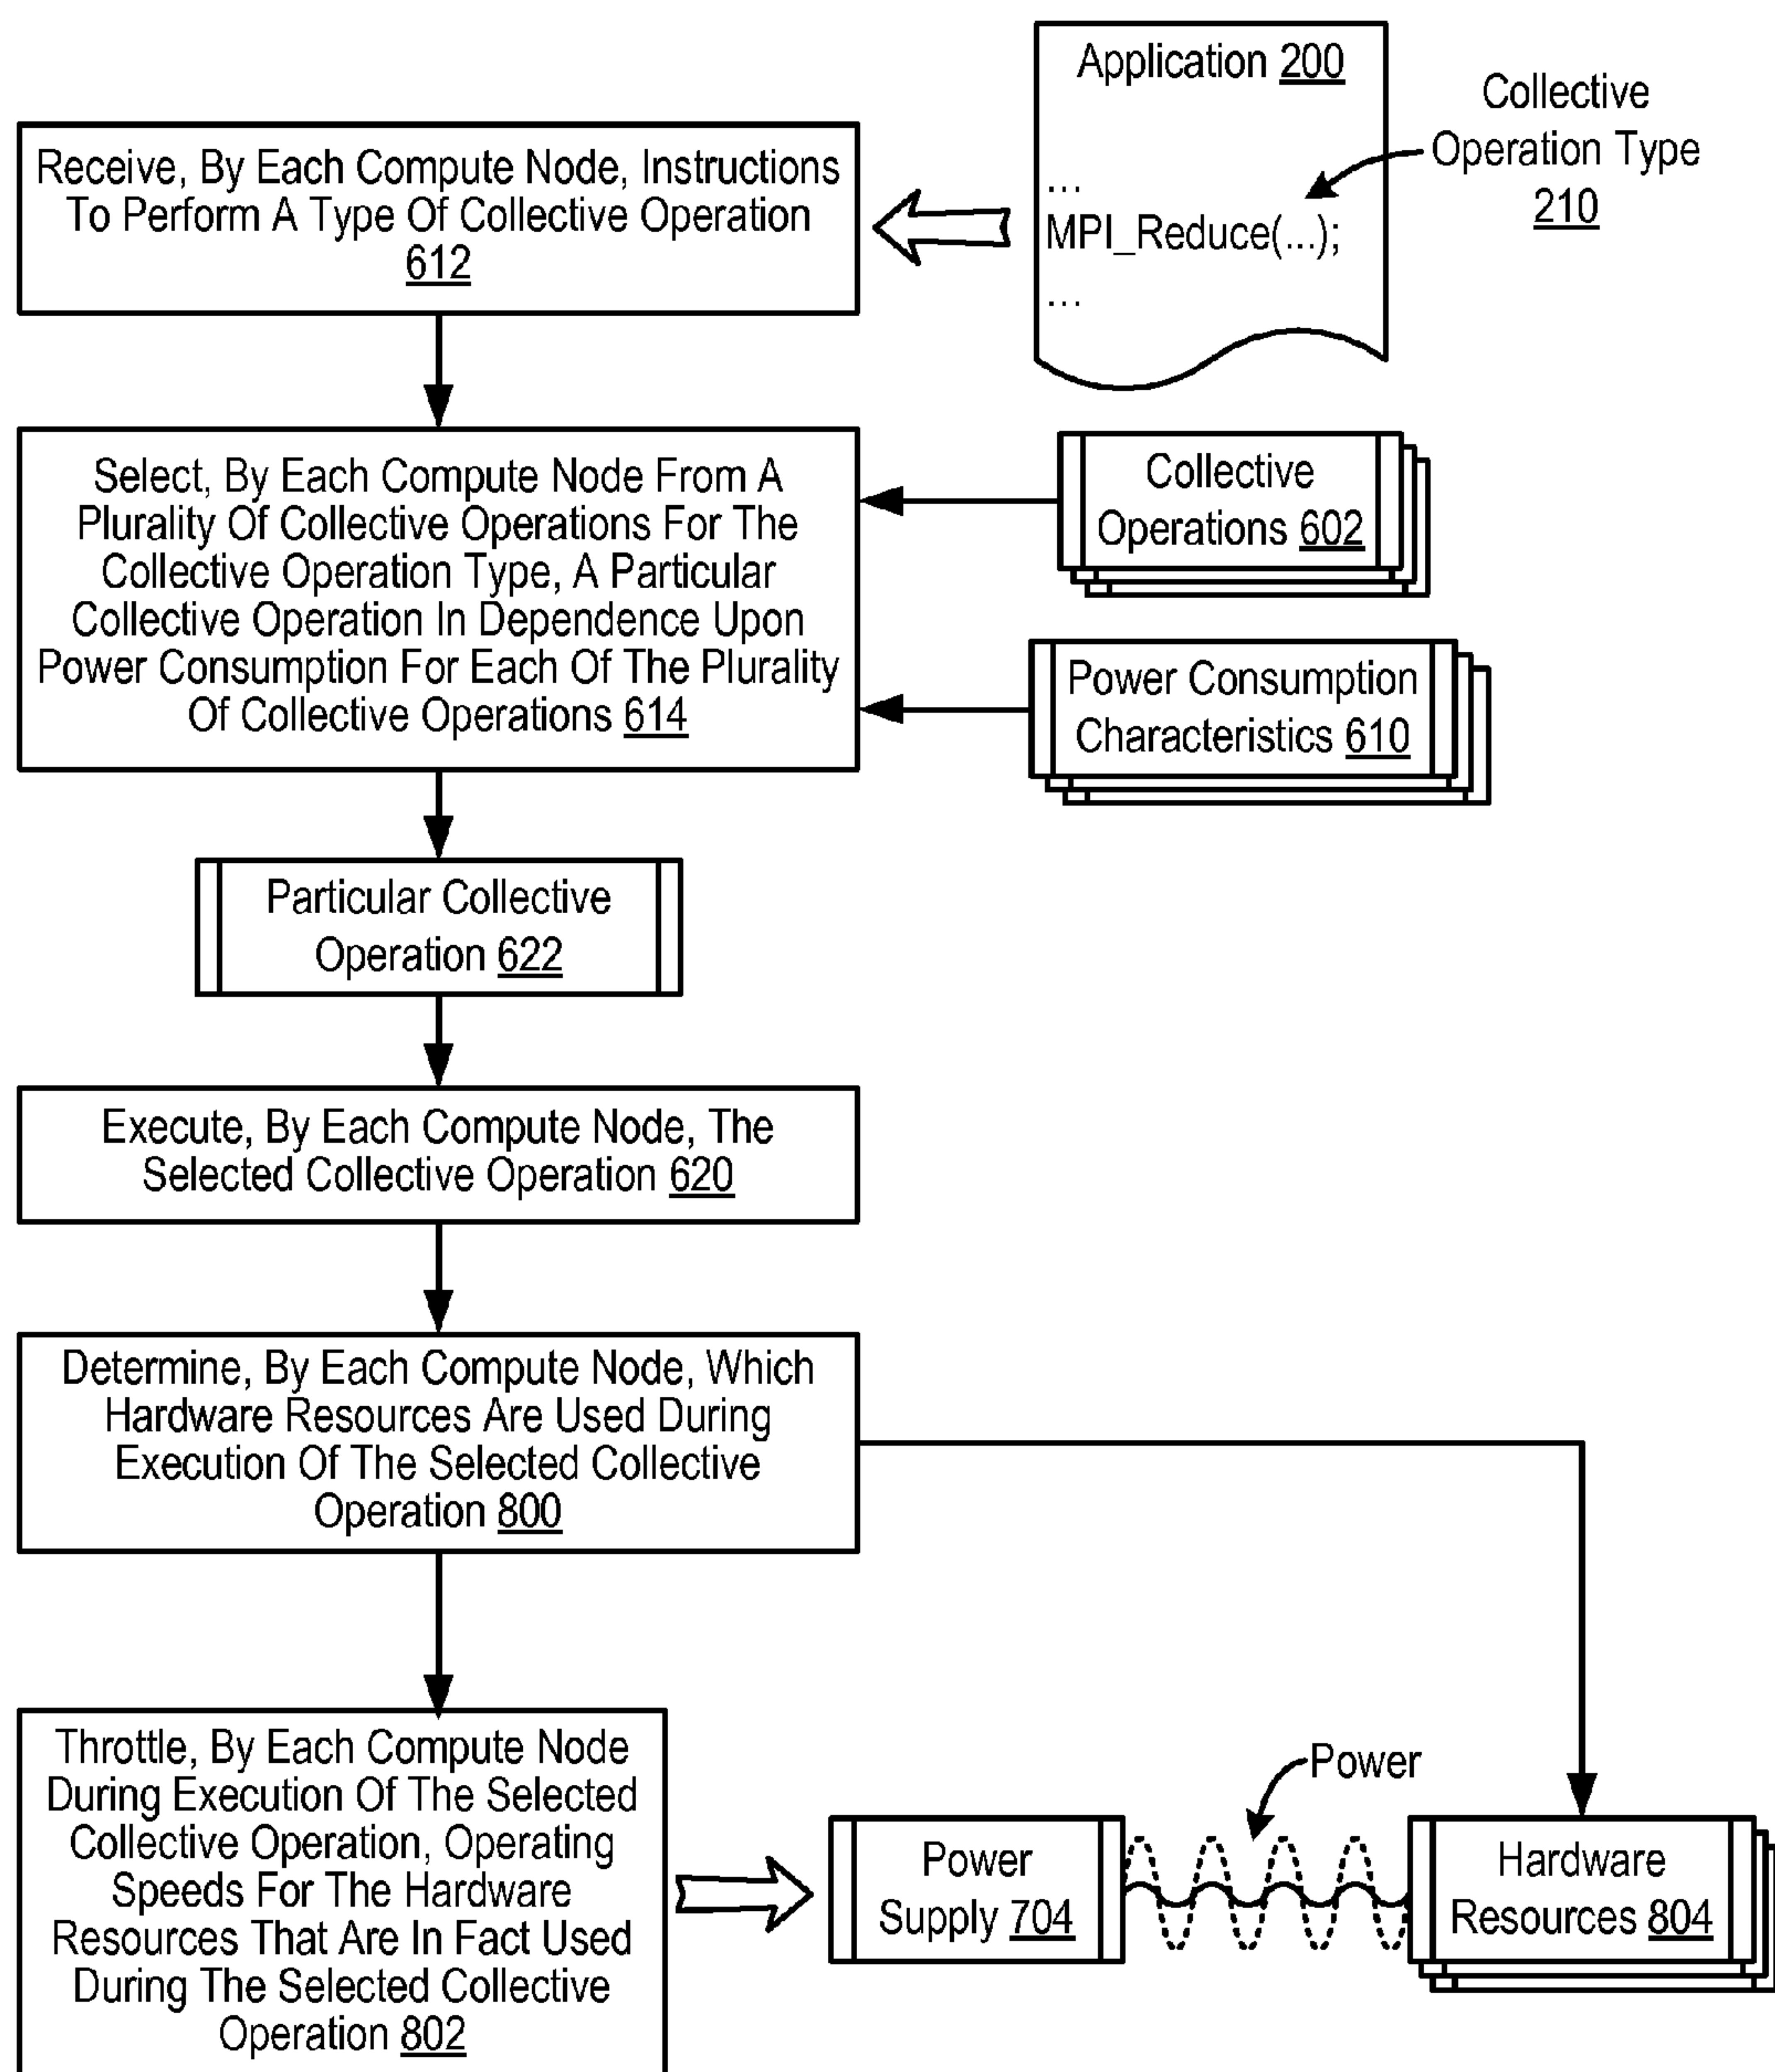 Application 200
...
MPI_Reduce(...);
...
Collective
Operation Type
210
Receive, By Each Compute Node, Instructions
To Perform A Type Of Collective Operation
612
Select, By Each Compute Node From A
Plurality Of Collective Operations For The
Collective Operation Type, A Particular
Collective Operation In Dependence Upon
Power Consumption For Each Of The Plurality
Of Collective Operations 614
Collective
Operations 602
Power Consumption
Characteristics 610
Particular Collective
Operation 622
Execute, By Each Compute Node, The
Selected Collective Operation 620
Determine, By Each Compute Node, Which
Hardware Resources Are Used During
Execution Of The Selected Collective
Operation 800
Throttle, By Each Compute Node
During Execution Of The Selected
Collective Operation, Operating
Speeds For The Hardware
Resources That Are In Fact Used
During The Selected Collective
Operation 802
Power
Supply 704
Power
Hardware
Resources 804